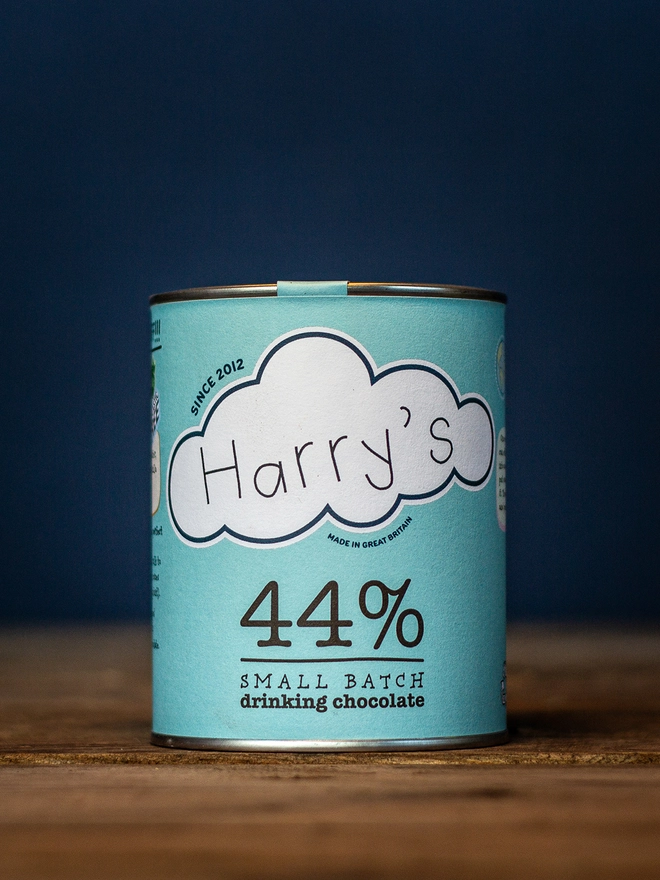 SINCE 2012
Harry's
MADE IN GREAT BRITAIN
44%
SMALL BATCH
drinking chocolate